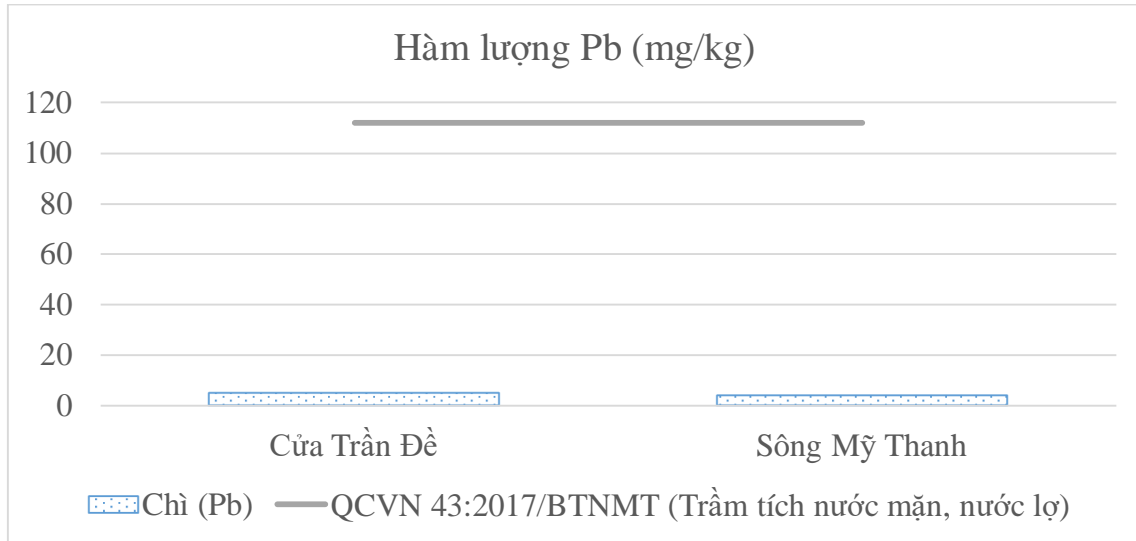 Hàm lượng Pb (mg/kg)
120
100
80
60
40
20
0
Cửa Trần Đề
Sông Mỹ Thanh
Chì (Pb)
QCVN 43:2017/BTNMT (Trầm tích nước mặn, nước lợ)